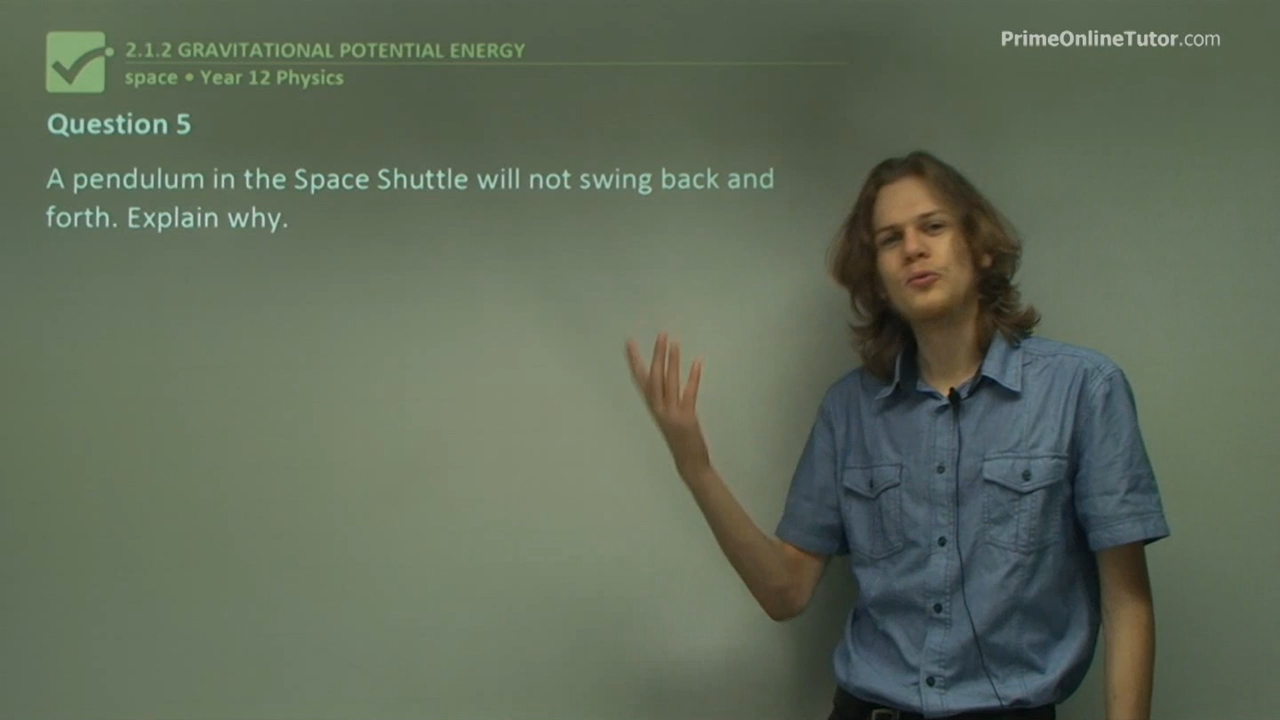 2.1.2 GRAVITATIONAL POTENTIAL ENERGY
PrimeOnlineTutor.com
space • Year 12 Physics
Question 5
A pendulum in the Space Shuttle will not swing back and
forth. Explain why.